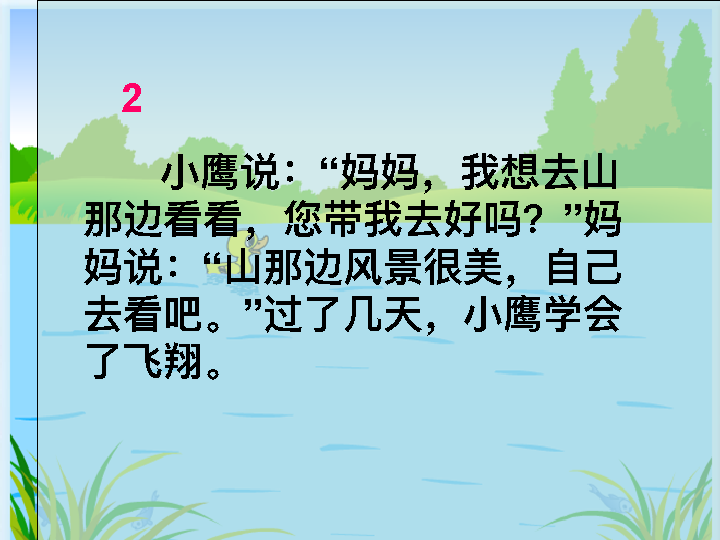 2
小鹰说：“妈妈，我想去山
那边看看，您带我去好吗？”妈
妈说：“山那边风景很美，自己
去看吧。”过了几天，小鹰学会
了飞翔。